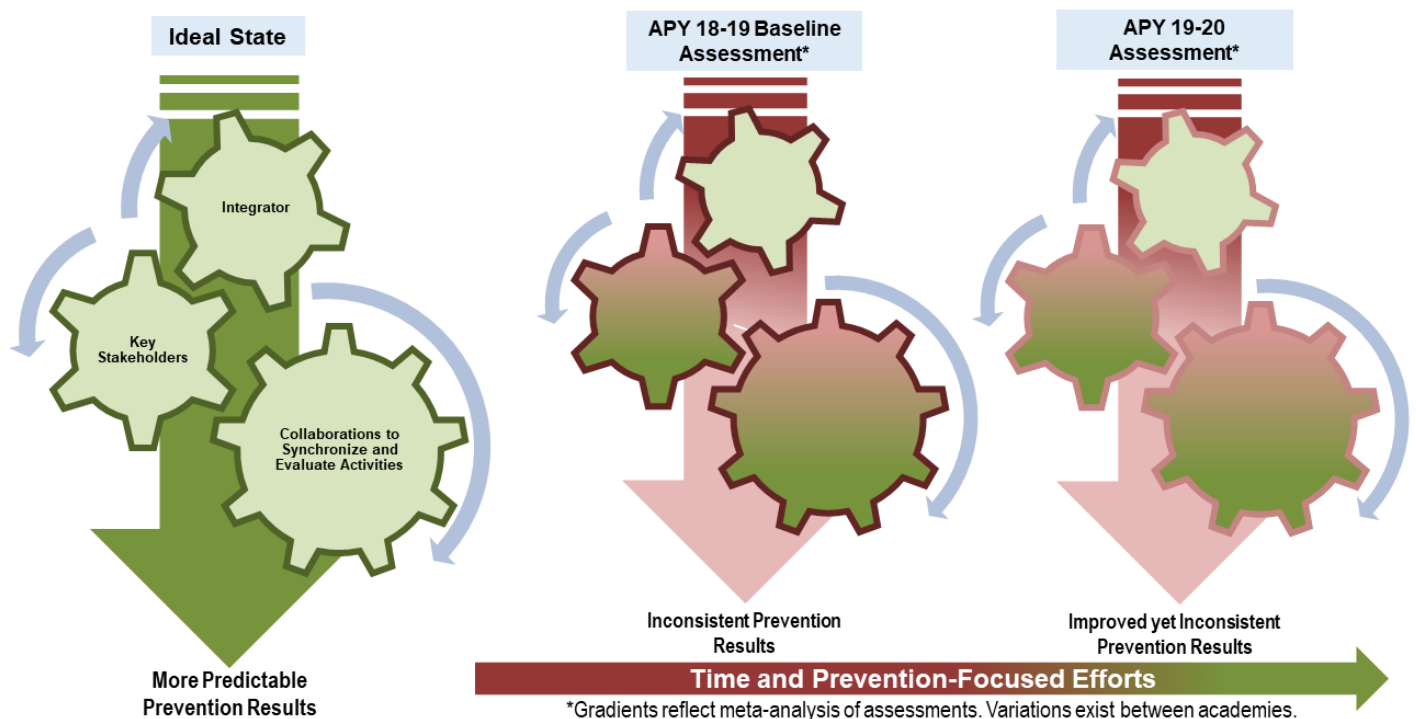 Ideal State
Integrator
Key
Stakeholders
Collaborations to
Synchronize and
Evaluate Activities
More Predictable
Prevention Results
APY 18-19 Baseline
Assessment*
Inconsistent Prevention
Results
APY 19-20
Assessment*
Improved yet Inconsistent
Prevention Results
Time and Prevention-Focused Efforts
*Gradients reflect meta-analysis of assessments. Variations exist between academies.